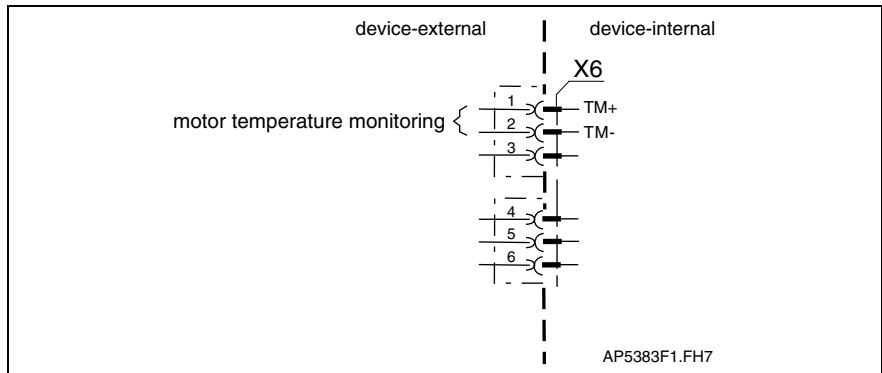 device-external device-internal
X6
1 TM+
motor temperature monitoring
2 TM-
3
4
5
6
AP5383F1.FH7